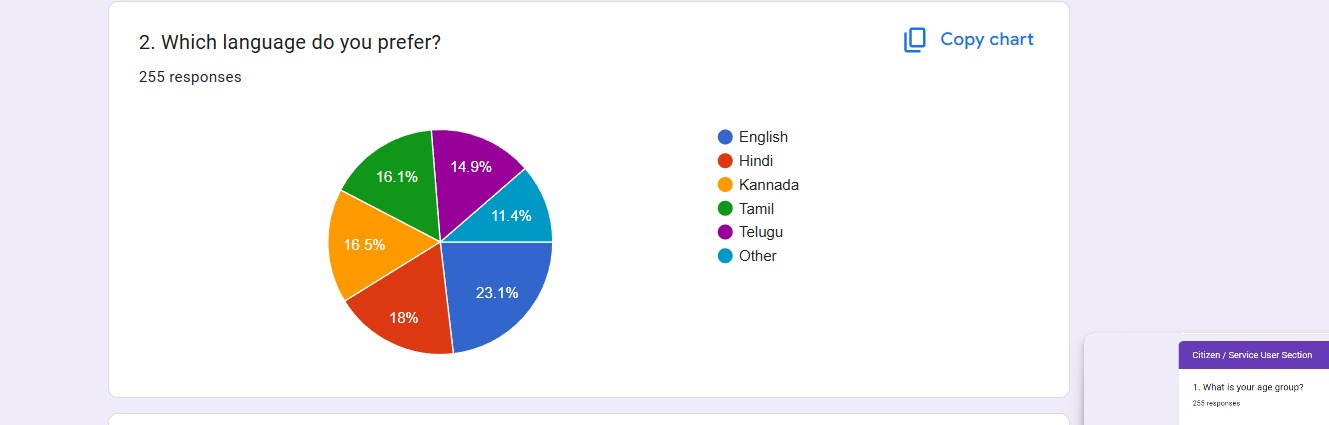 2. Which language do you prefer?
Copy chart
255 responses
English
Hindi
Kannada
Tamil
Telugu
Other
14.9%
16.1%
11.4%
16.5%
23.1%
18%
Citizen / Service User Section
1. What is your age group?
255 responses